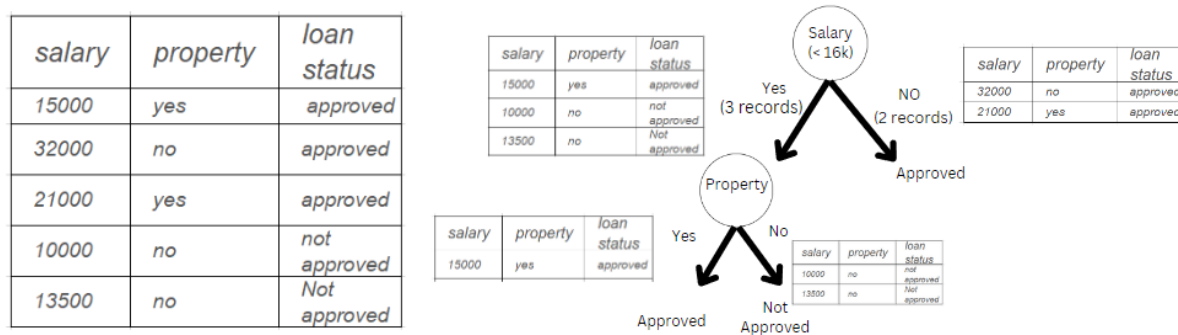 salary property loan status
15000 yes approved
32000 no approved
21000 yes approved
10000 no not approved
13500 no Not approved
Salary
(< 16k)
salary property loan status
15000 yes approved
10000 no not approved
13500 no Not approved
Yes
(3 records)
NO
(2 records)
salary property loan status
32000 no approved
21000 yes approved
Approved
Property
Yes
No
salary property loan status
15000 yes approved
salary property loan status
10000 no not approved
13500 no Not approved
Approved
Not
Approved